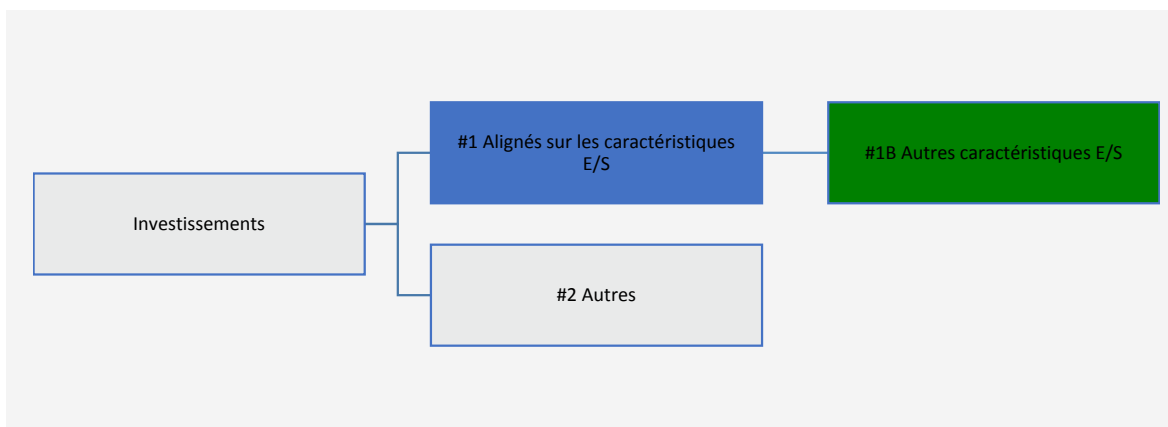 #1 Alignés sur les caractéristiques
E/S
#1B Autres caractéristiques E/S
Investissements
#2 Autres